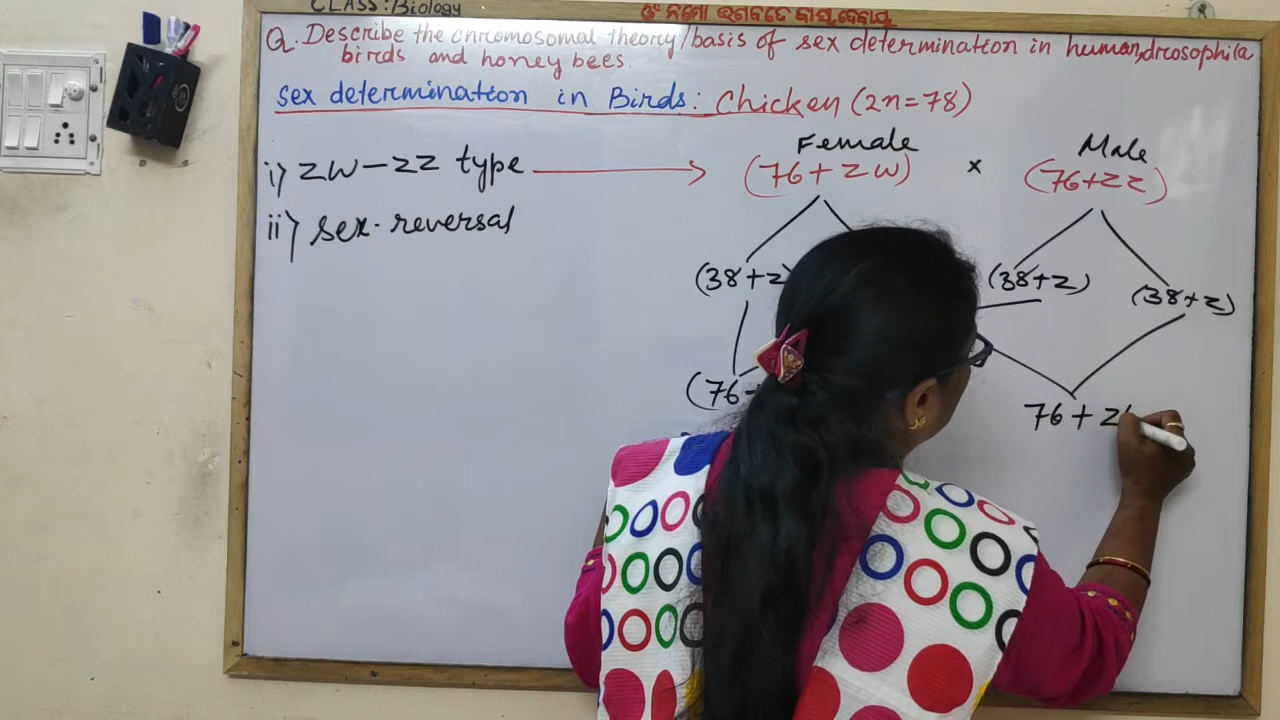 CLASS: Biology
ଓଁ ନମୋ ଭଗବତେ ବାସୁଦେବାୟ
Q. Describe the chromosomal theory/basis of sex determination in human, drosophila
birds and honey bees.
sex determination in Birds: Chicken (2n=78)
Female Male
i) ZW-ZZ type (76+ZW) x (76+ZZ)
ii) sex-reversal
(38+Z) (38+Z) (38+Z)
(76 76+Z